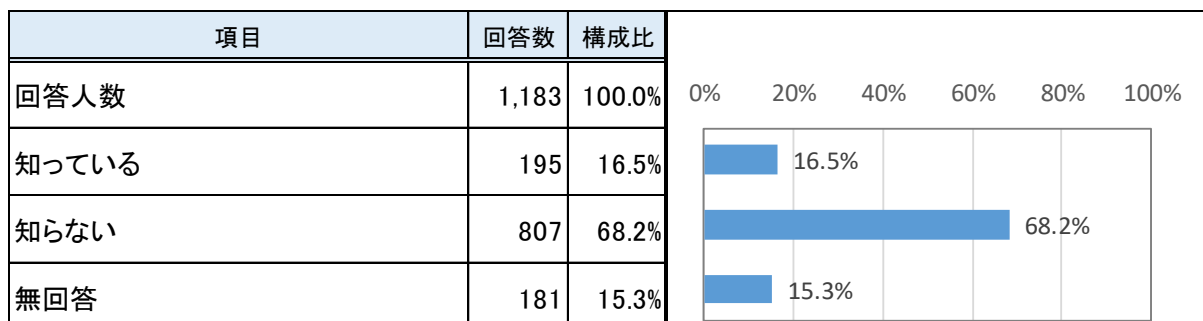 項目 回答数 構成比
回答人数 1,183 100.0%
知っている 195 16.5%
知らない 807 68.2%
無回答 181 15.3%
0% 20% 40% 60% 80% 100%
16.5%
68.2%
15.3%